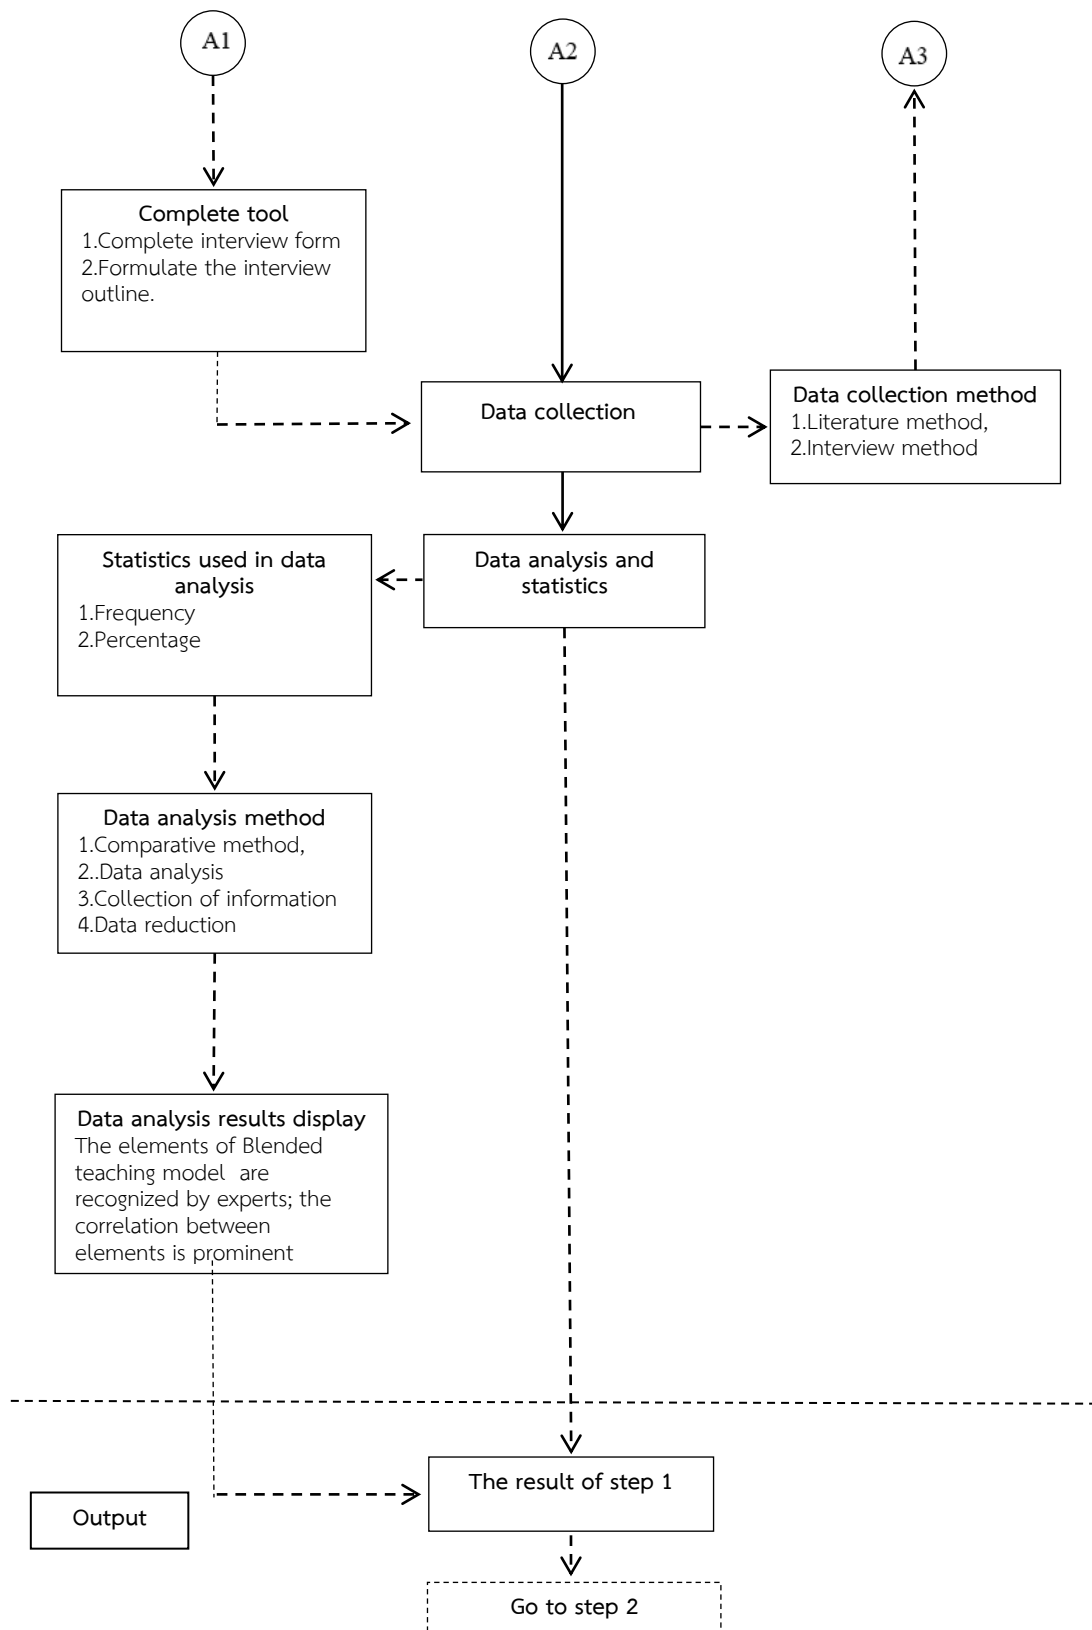 A1
A2
A3
Complete tool
1.Complete interview form
2.Formulate the interview
outline.
Data collection
Data collection method
1.Literature method,
2.Interview method
Statistics used in data
analysis
1.Frequency
2.Percentage
Data analysis and
statistics
Data analysis method
1.Comparative method,
2..Data analysis
3.Collection of information
4.Data reduction
Data analysis results display
The elements of Blended
teaching model are
recognized by experts; the
correlation between
elements is prominent
The result of step 1
Output
Go to step 2